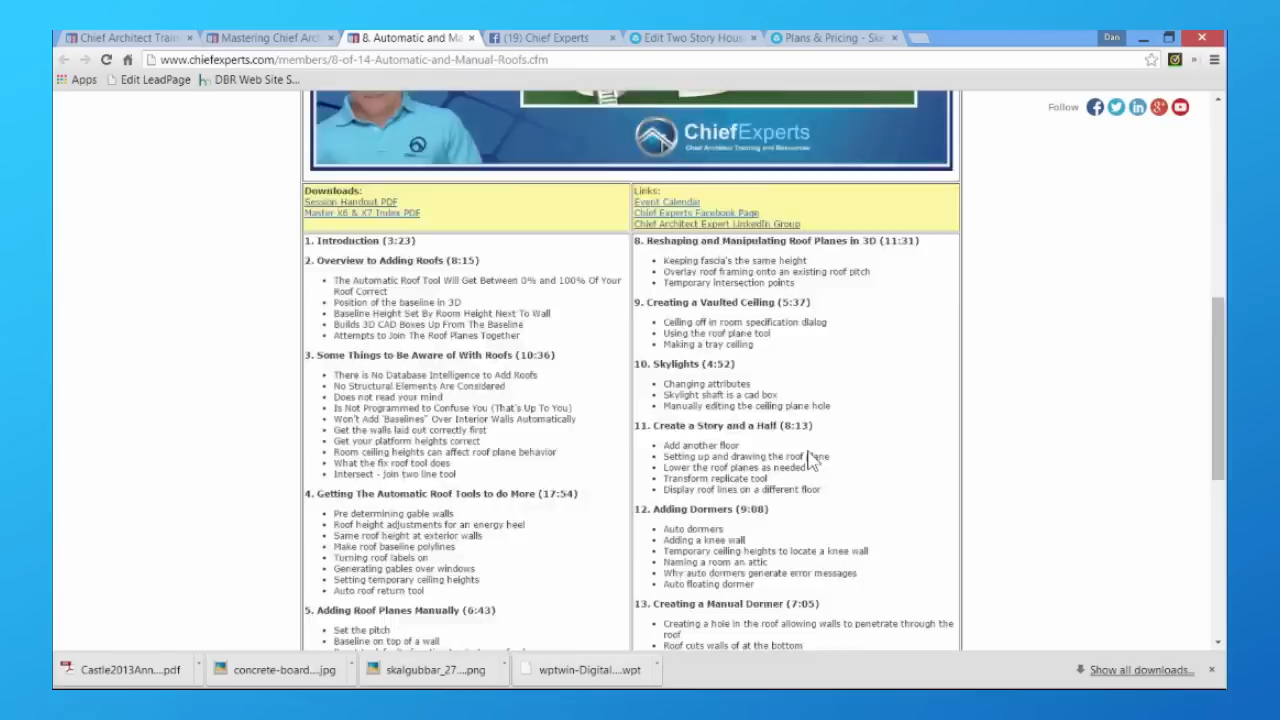 Chief Architect Train
Mastering Chief Arc
8. Automatic and Ma
(19) Chief Experts
Edit Two Story Hous
Plans & Pricing - Ske
Dan
www.chiefexperts.com/members/8-of-14-Automatic-and-Manual-Roofs.cfm
Apps
Edit LeadPage
DBR Web Site S...
ChiefExperts
Chief Architect Training and Resources
Follow
Downloads:
Session Handout PDF
Master X6 & X7 Index PDF
Links:
Event Calendar
Chief Experts Facebook Page
Chief Architect Expert LinkedIn Group
1. Introduction (3:23)
2. Overview to Adding Roofs (8:15)
The Automatic Roof Tool Will Get Between 0% and 100% Of Your
Roof Correct
Position of the baseline in 3D
Baseline Height Set By Room Height Next To Wall
Builds 3D CAD Boxes Up From The Baseline
Attempts to Join The Roof Planes Together
3. Some Things to Be Aware of With Roofs (10:36)
There is No Database Intelligence to Add Roofs
No Structural Elements Are Considered
Does not read your mind
Is Not Programmed to Confuse You (That's Up To You)
Won't Add "Baselines" Over Interior Walls Automatically
Get the walls laid out correctly first
Get your platform heights correct
Room ceiling heights can affect roof plane behavior
What the fix roof tool does
Intersect - join two line tool
4. Getting The Automatic Roof Tools to do More (17:54)
Pre determining gable walls
Roof height adjustments for an energy heel
Same roof height at exterior walls
Make roof baseline polylines
Turning roof labels on
Generating gables over windows
Setting temporary ceiling heights
Auto roof return tool
5. Adding Roof Planes Manually (6:43)
Set the pitch
Baseline on top of a wall
8. Reshaping and Manipulating Roof Planes in 3D (11:31)
Keeping fascia's the same height
Overlay roof framing onto an existing roof pitch
Temporary intersection points
9. Creating a Vaulted Ceiling (5:37)
Ceiling off in room specification dialog
Using the roof plane tool
Making a tray ceiling
10. Skylights (4:52)
Changing attributes
Skylight shaft is a cad box
Manually editing the ceiling plane hole
11. Create a Story and a Half (8:13)
Add another floor
Setting up and drawing the roof plane
Lower the roof planes as needed
Transform replicate tool
Display roof lines on a different floor
12. Adding Dormers (9:08)
Auto dormers
Adding a knee wall
Temporary ceiling heights to locate a knee wall
Naming a room an attic
Why auto dormers generate error messages
Auto floating dormer
13. Creating a Manual Dormer (7:05)
Creating a hole in the roof allowing walls to penetrate through the
roof
Roof cuts walls of at the bottom
Castle2013Ann....pdf
concrete-board....jpg
skalgubbar_27....png
wptwin-Digital....wpt
Show all downloads...